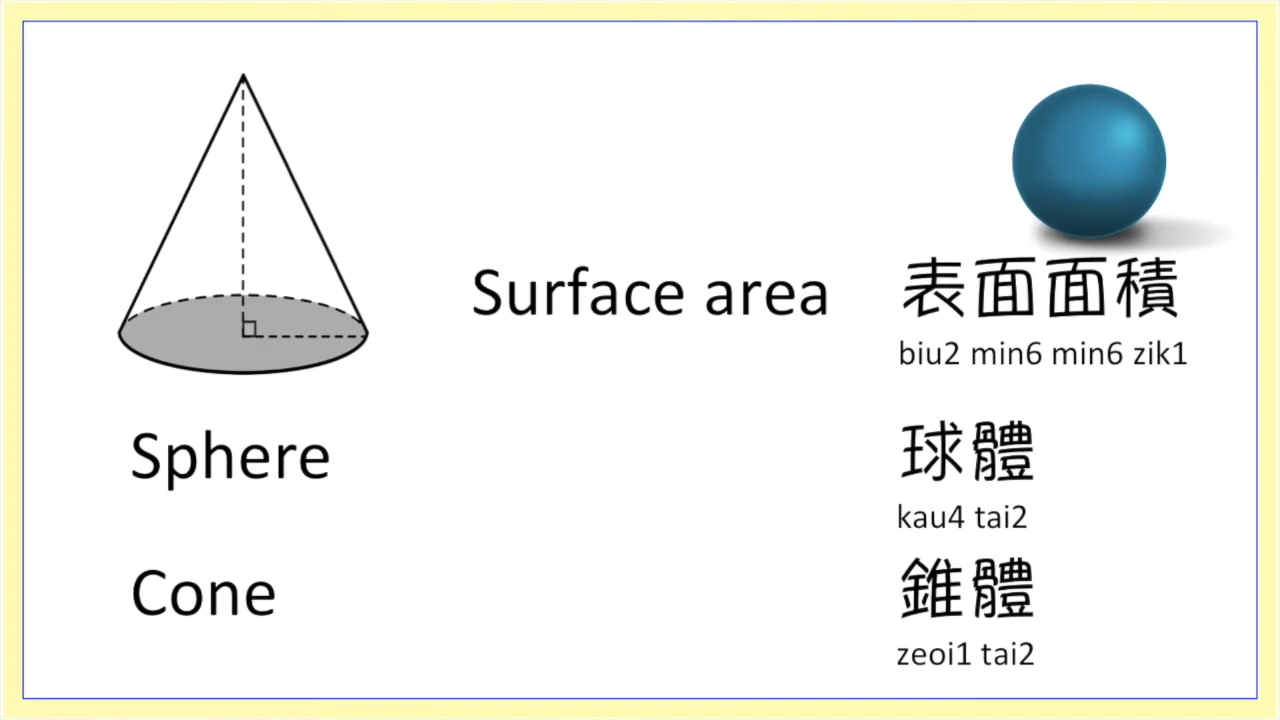 Surface area 表面面積
biu2 min6 min6 zik1
Sphere 球體
kau4 tai2
Cone 錐體
zeoi1 tai2